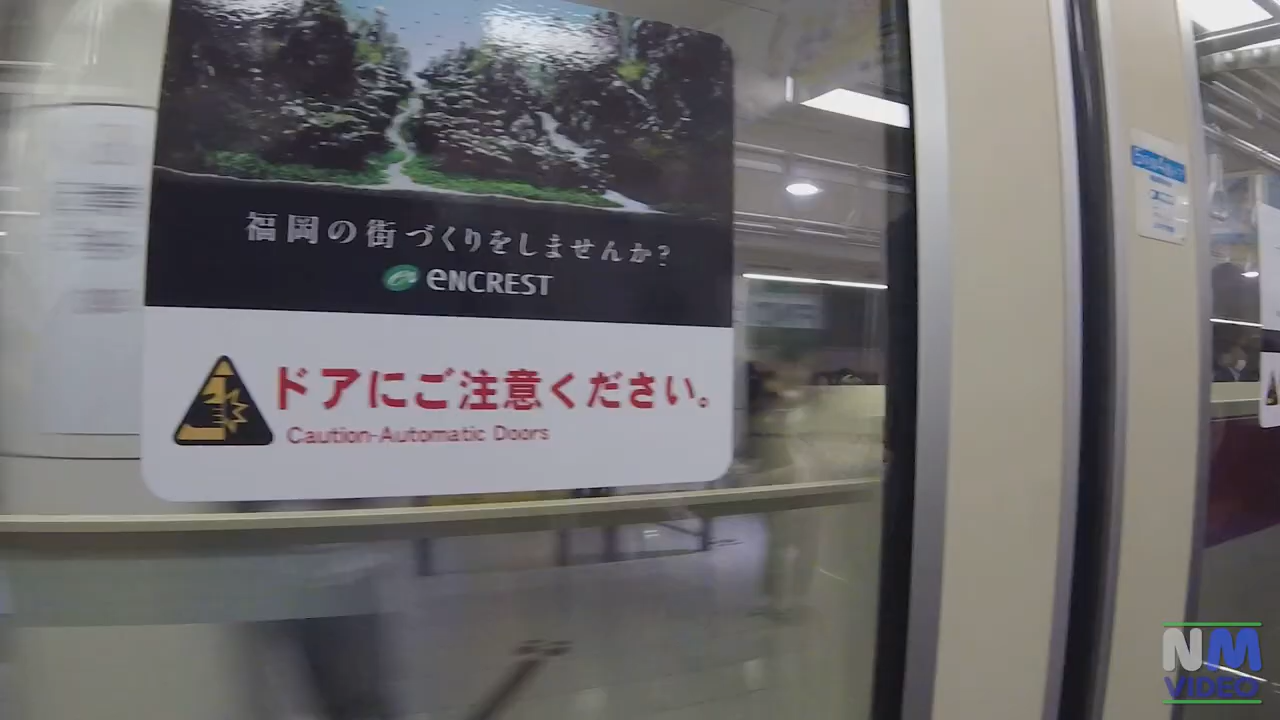 福岡の街づくりをしませんか?
eNCREST
ドアにご注意ください。
Caution-Automatic Doors
NM
VIDEO